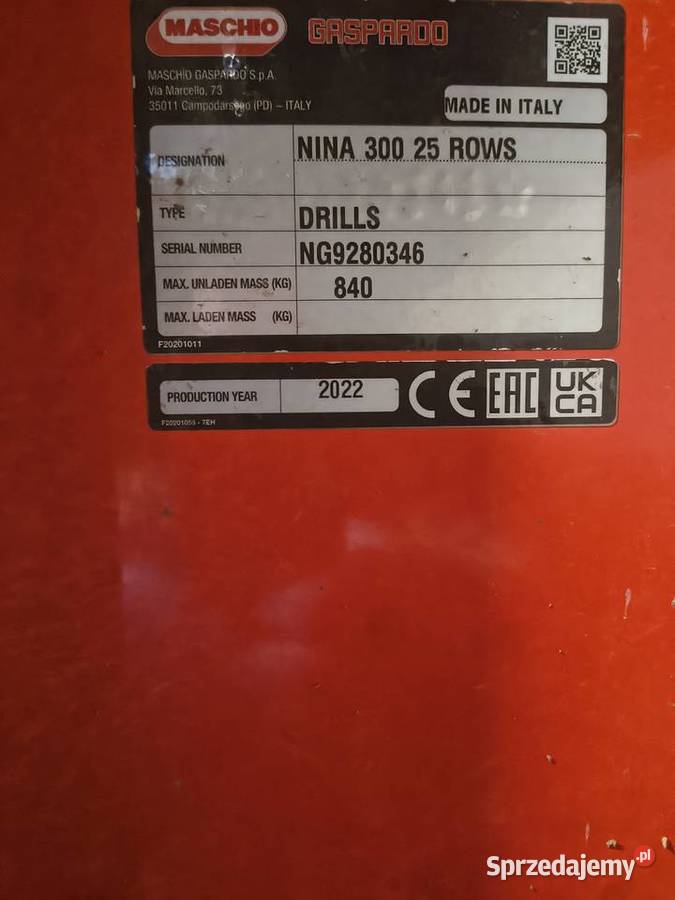 MASCHIO GASPARDO
MASCHIO GASPARDO S.p.A.
Via Marcello, 73
35011 Campodarsego (PD) – ITALY
MADE IN ITALY
DESIGNATION NINA 300 25 ROWS
TYPE DRILLS
SERIAL NUMBER NG9280346
MAX. UNLADEN MASS (KG) 840
MAX. LADEN MASS (KG)
F20201011
PRODUCTION YEAR 2022 CE EAC UK CA
F20201059 - TEH
Sprzedajemy.pl